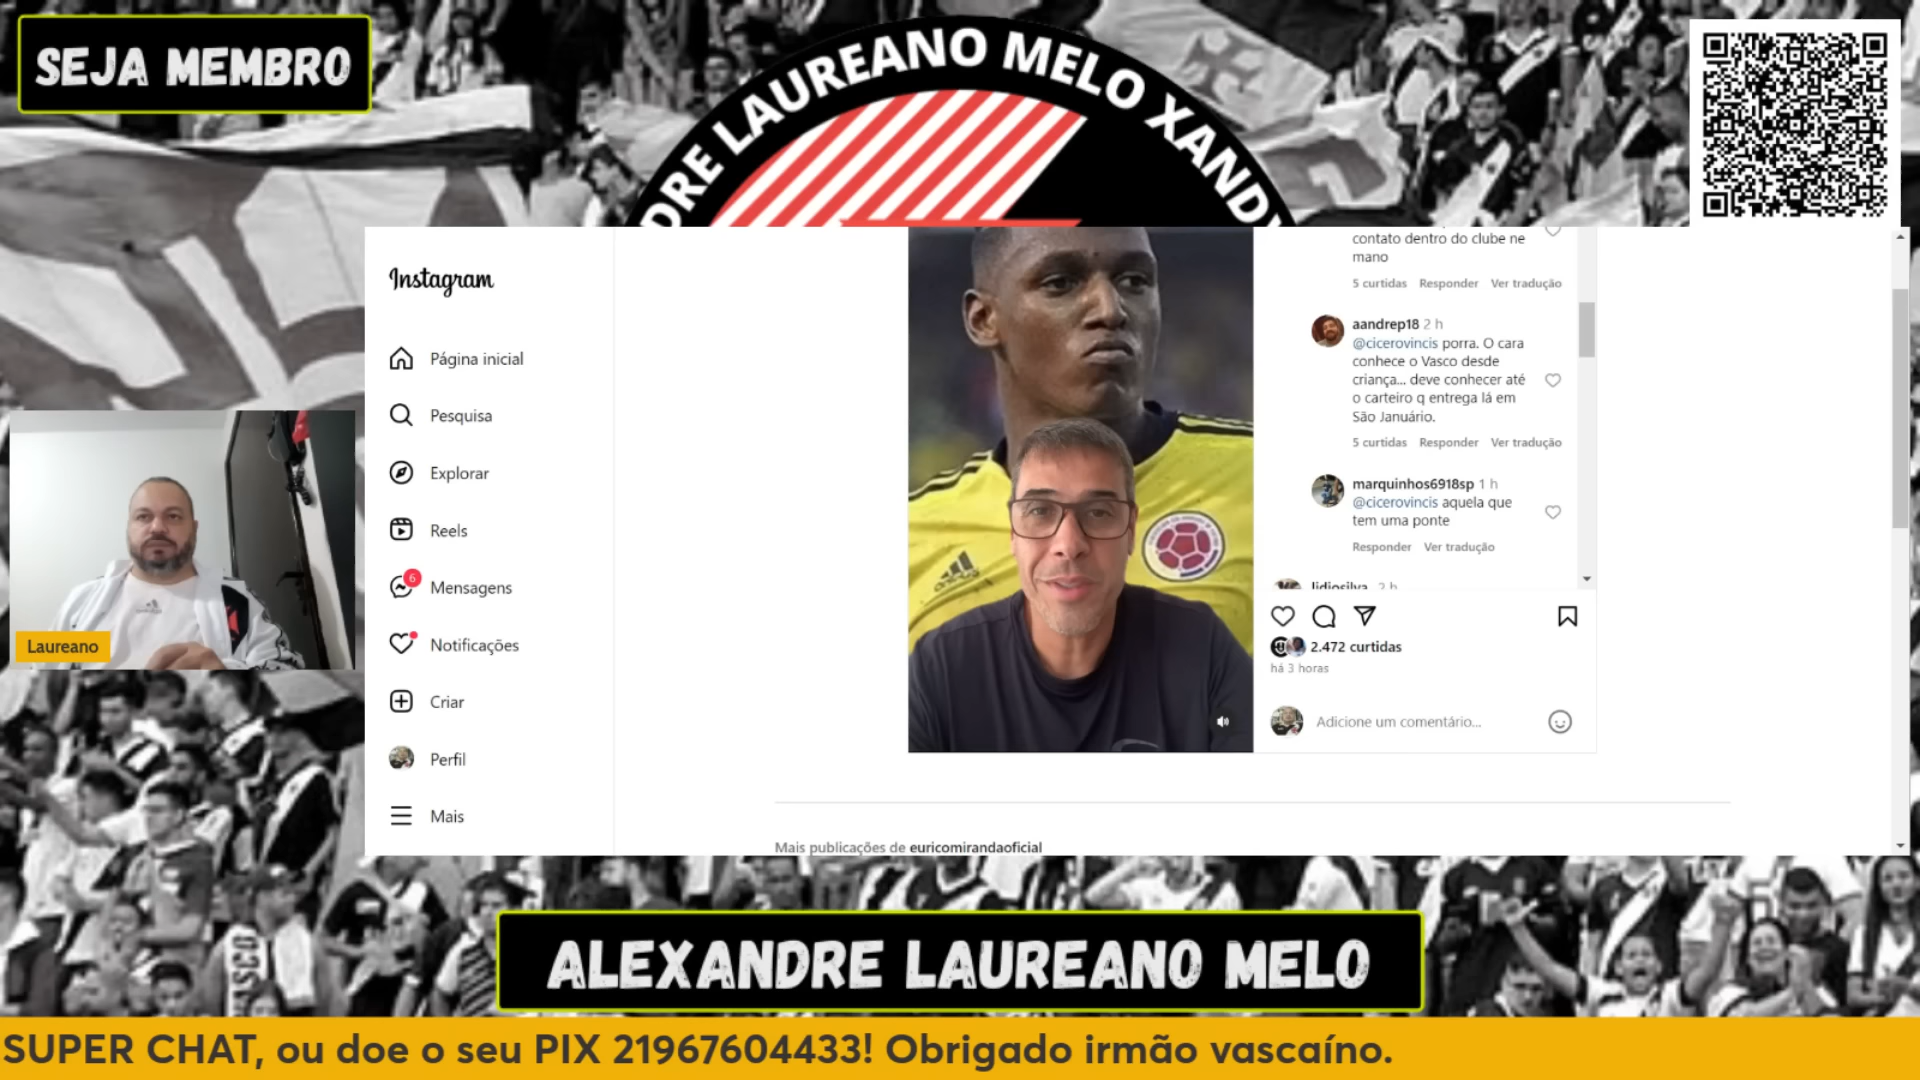 SEJA MEMBRO
DRE LAUREANO MELO XAND
Instagram
Página inicial
Pesquisa
Explorar
Reels
6
Mensagens
Notificações
Criar
Perfil
Mais
contato dentro do clube ne
mano
5 curtidas Responder Ver tradução
aandrep18 2 h
@cicerovincis porra. O cara
conhece o Vasco desde
criança... deve conhecer até
o carteiro q entrega lá em
São Januário.
5 curtidas Responder Ver tradução
marquinhos6918sp 1 h
@cicerovincis aquela que
tem uma ponte
Responder Ver tradução
lidiosilva 2 h
2.472 curtidas
há 3 horas
Adicione um comentário...
Mais publicações de euricomirandaoficial
Laureano
ALEXANDRE LAUREANO MELO
SUPER CHAT, ou doe o seu PIX 21967604433! Obrigado irmão vascaíno.